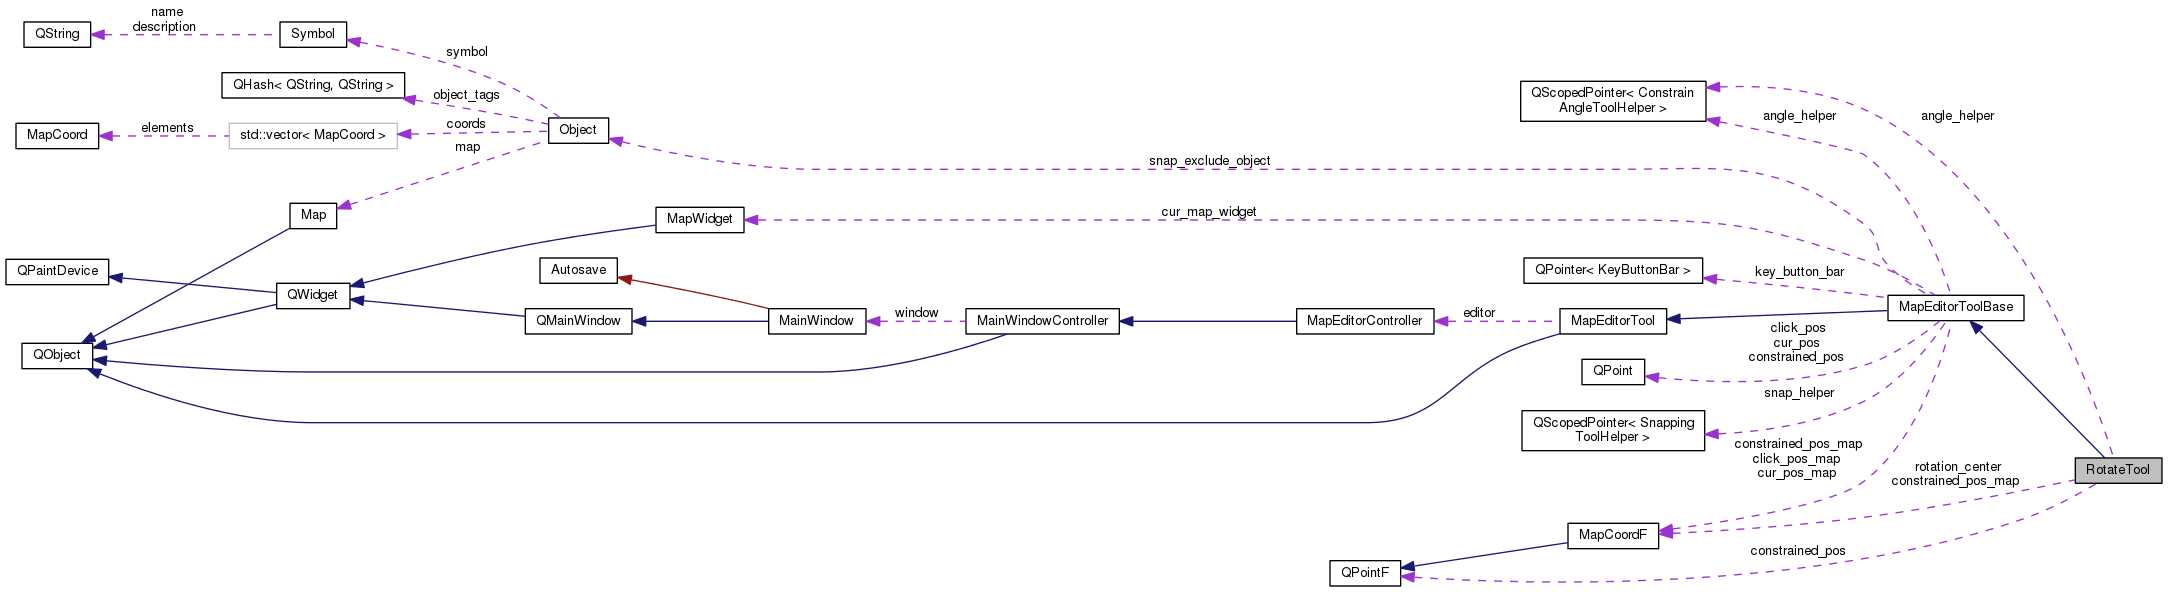 name
description
QString
Symbol
symbol
QHash< QString, QString >
object_tags
MapCoord
elements
std::vector< MapCoord >
coords
Object
map
QScopedPointer< Constrain
AngleToolHelper >
angle_helper
angle_helper
snap_exclude_object
Map
MapWidget
cur_map_widget
QPaintDevice
Autosave
QPointer< KeyButtonBar >
key_button_bar
QWidget
MapEditorToolBase
QMainWindow
MainWindow
window
MainWindowController
MapEditorController
editor
MapEditorTool
QObject
click_pos
cur_pos
constrained_pos
QPoint
snap_helper
QScopedPointer< Snapping
ToolHelper >
constrained_pos_map
click_pos_map
cur_pos_map
rotation_center
constrained_pos_map
RotateTool
MapCoordF
constrained_pos
QPointF